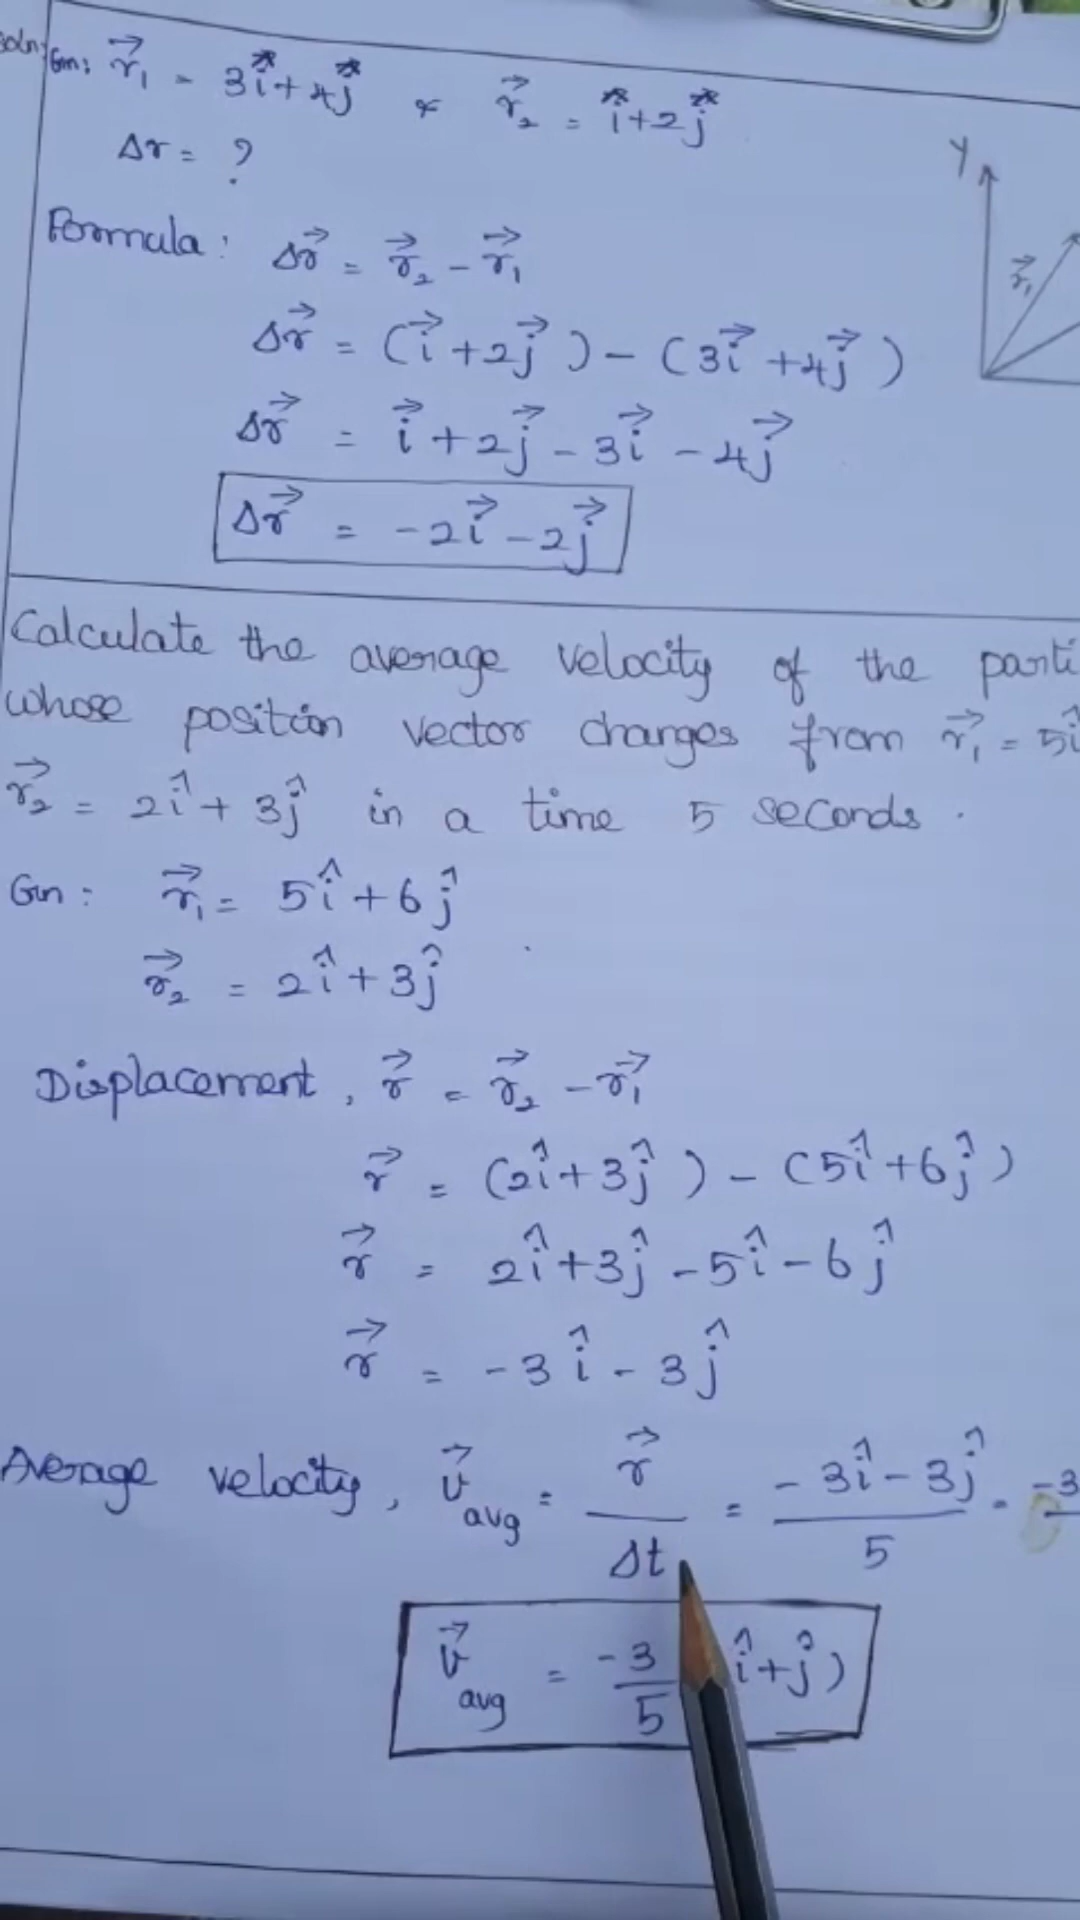 Soln:
Gn: r⃗₁ = 3î + 4ĵ & r⃗₂ = î + 2ĵ
Δr = ?
Formula: Δr⃗ = r⃗₂ - r⃗₁
Δr⃗ = (i⃗ + 2j⃗) - (3i⃗ + 4j⃗)
Δr⃗ = i⃗ + 2j⃗ - 3i⃗ - 4j⃗
Δr⃗ = -2i⃗ - 2j⃗
Y
r⃗₁
Calculate the average velocity of the parti
whose position vector changes from r⃗₁ = 5î
r⃗₂ = 2î + 3ĵ in a time 5 seconds.
Gn: r⃗₁ = 5î + 6ĵ
r⃗₂ = 2î + 3ĵ
Displacement, r⃗ = r⃗₂ - r⃗₁
r⃗ = (2î + 3ĵ) - (5î + 6ĵ)
r⃗ = 2î + 3ĵ - 5î - 6ĵ
r⃗ = -3î - 3ĵ
Average velocity, v⃗avg = r⃗/Δt = (-3î - 3ĵ)/5 = -3
v⃗avg = -3/5 î + ĵ)